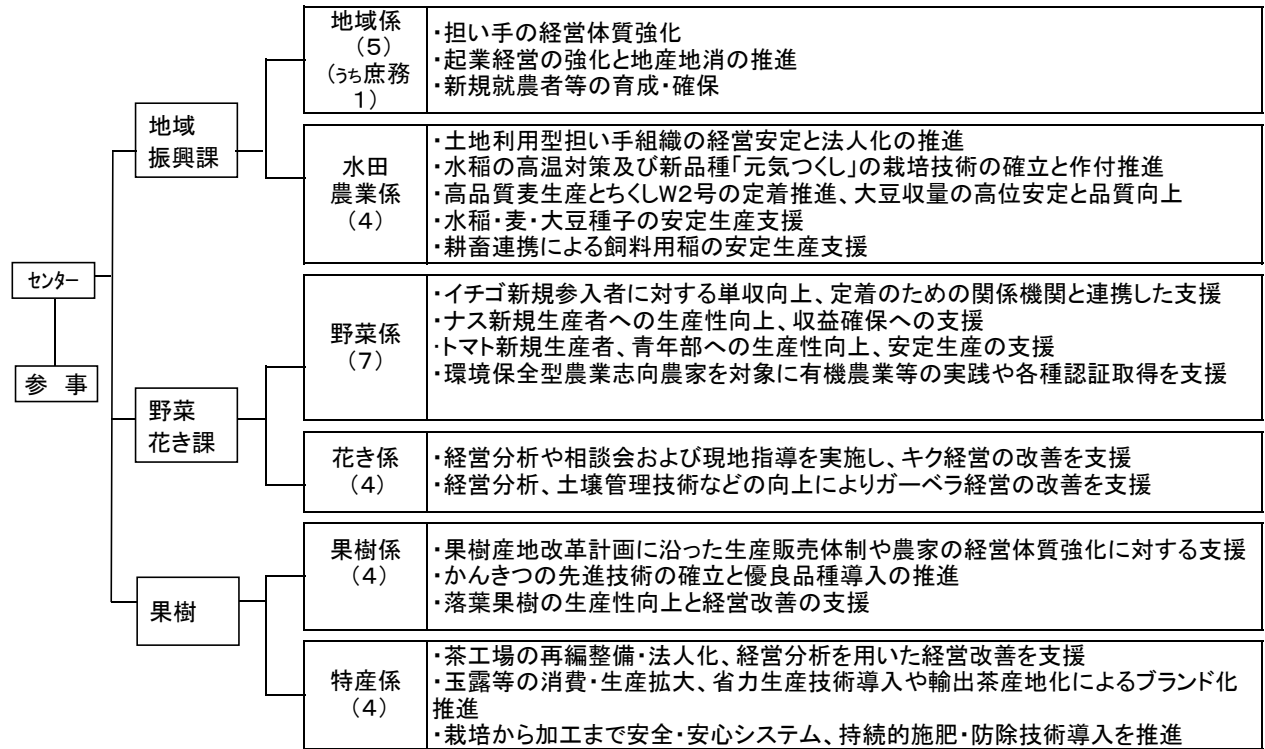 センター
参　事
地域
振興課
地域係
(5)
(うち庶務
1)
・担い手の経営体質強化
・起業経営の強化と地産地消の推進
・新規就農者等の育成・確保
水田
農業係
(4)
・土地利用型担い手組織の経営安定と法人化の推進
・水稲の高温対策及び新品種「元気つくし」の栽培技術の確立と作付推進
・高品質麦生産とちくしW2号の定着推進、大豆収量の高位安定と品質向上
・水稲・麦・大豆種子の安定生産支援
・耕畜連携による飼料用稲の安定生産支援
野菜
花き課
野菜係
(7)
・イチゴ新規参入者に対する単収向上、定着のための関係機関と連携した支援
・ナス新規生産者への生産性向上、収益確保への支援
・トマト新規生産者、青年部への生産性向上、安定生産の支援
・環境保全型農業志向農家を対象に有機農業等の実践や各種認証取得を支援
花き係
(4)
・経営分析や相談会および現地指導を実施し、キク経営の改善を支援
・経営分析、土壌管理技術などの向上によりガーベラ経営の改善を支援
果樹
果樹係
(4)
・果樹産地改革計画に沿った生産販売体制や農家の経営体質強化に対する支援
・かんきつの先進技術の確立と優良品種導入の推進
・落葉果樹の生産性向上と経営改善の支援
特産係
(4)
・茶工場の再編整備・法人化、経営分析を用いた経営改善を支援
・玉露等の消費・生産拡大、省力生産技術導入や輸出茶産地化によるブランド化
推進
・栽培から加工まで安全・安心システム、持続的施肥・防除技術導入を推進